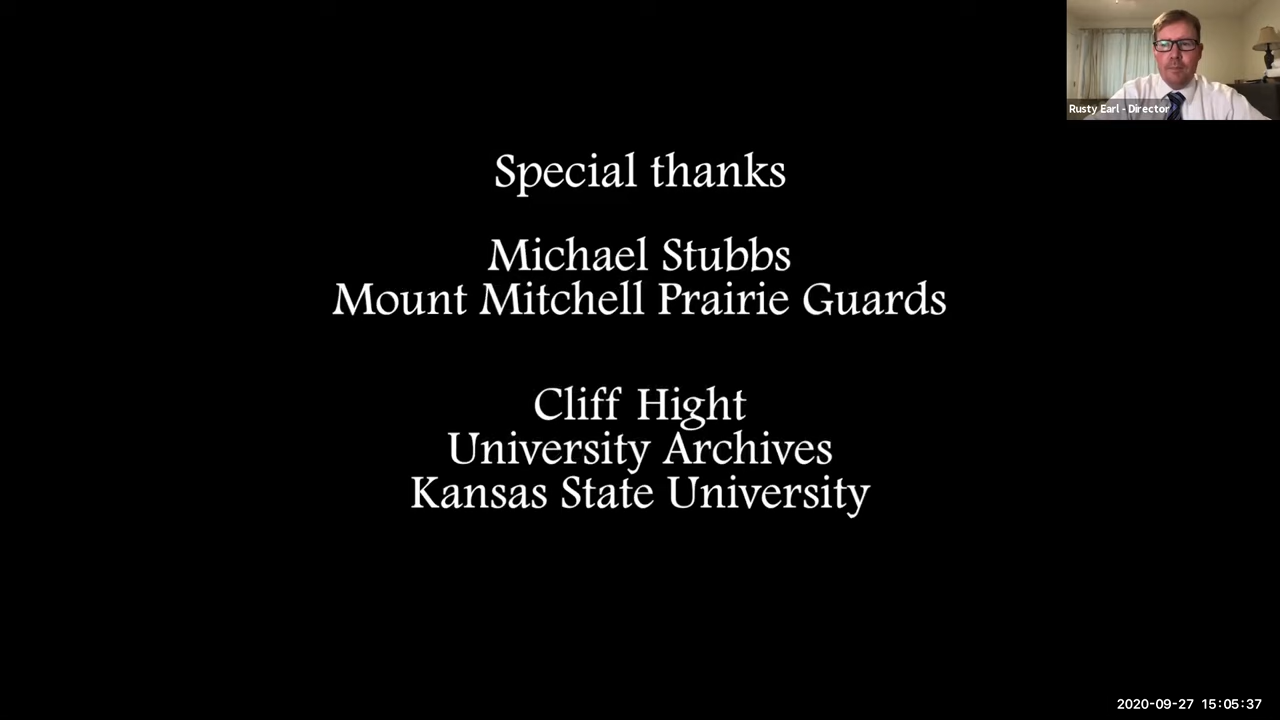 Rusty Earl - Director
Special thanks
Michael Stubbs
Mount Mitchell Prairie Guards
Cliff Hight
University Archives
Kansas State University
2020-09-27 15:05:37